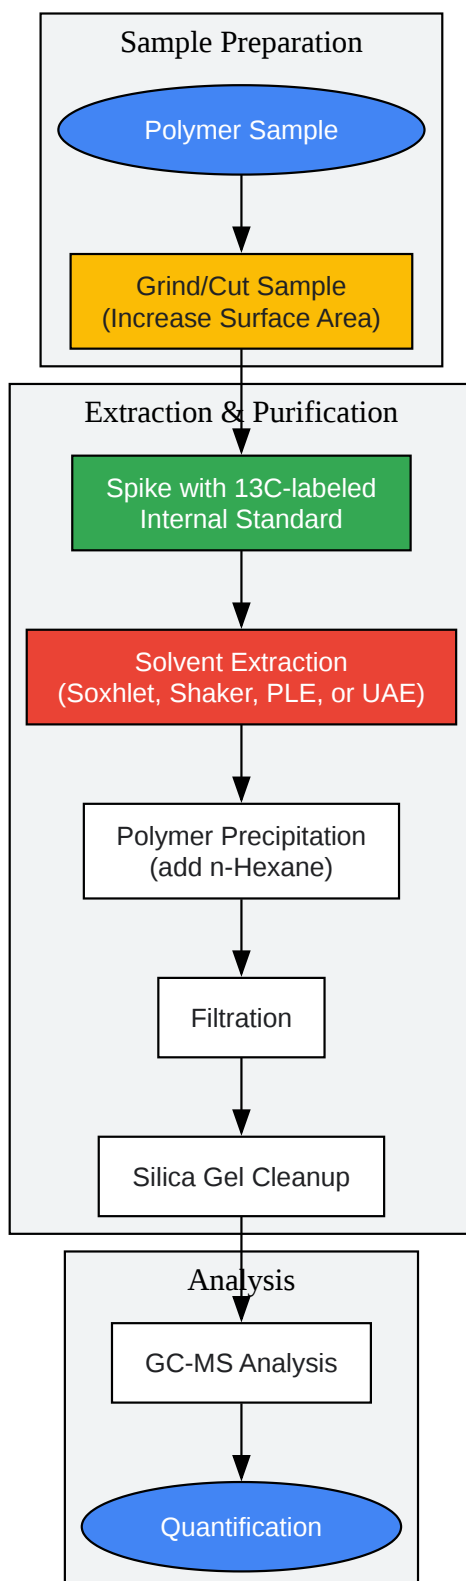 Sample Preparation
Polymer Sample
Grind/Cut Sample
(Increase Surface Area)
Extraction & Purification
Spike with 13C-labeled
Internal Standard
Solvent Extraction
(Soxhlet, Shaker, PLE, or UAE)
Polymer Precipitation
(add n-Hexane)
Filtration
Silica Gel Cleanup
Analysis
GC-MS Analysis
Quantification